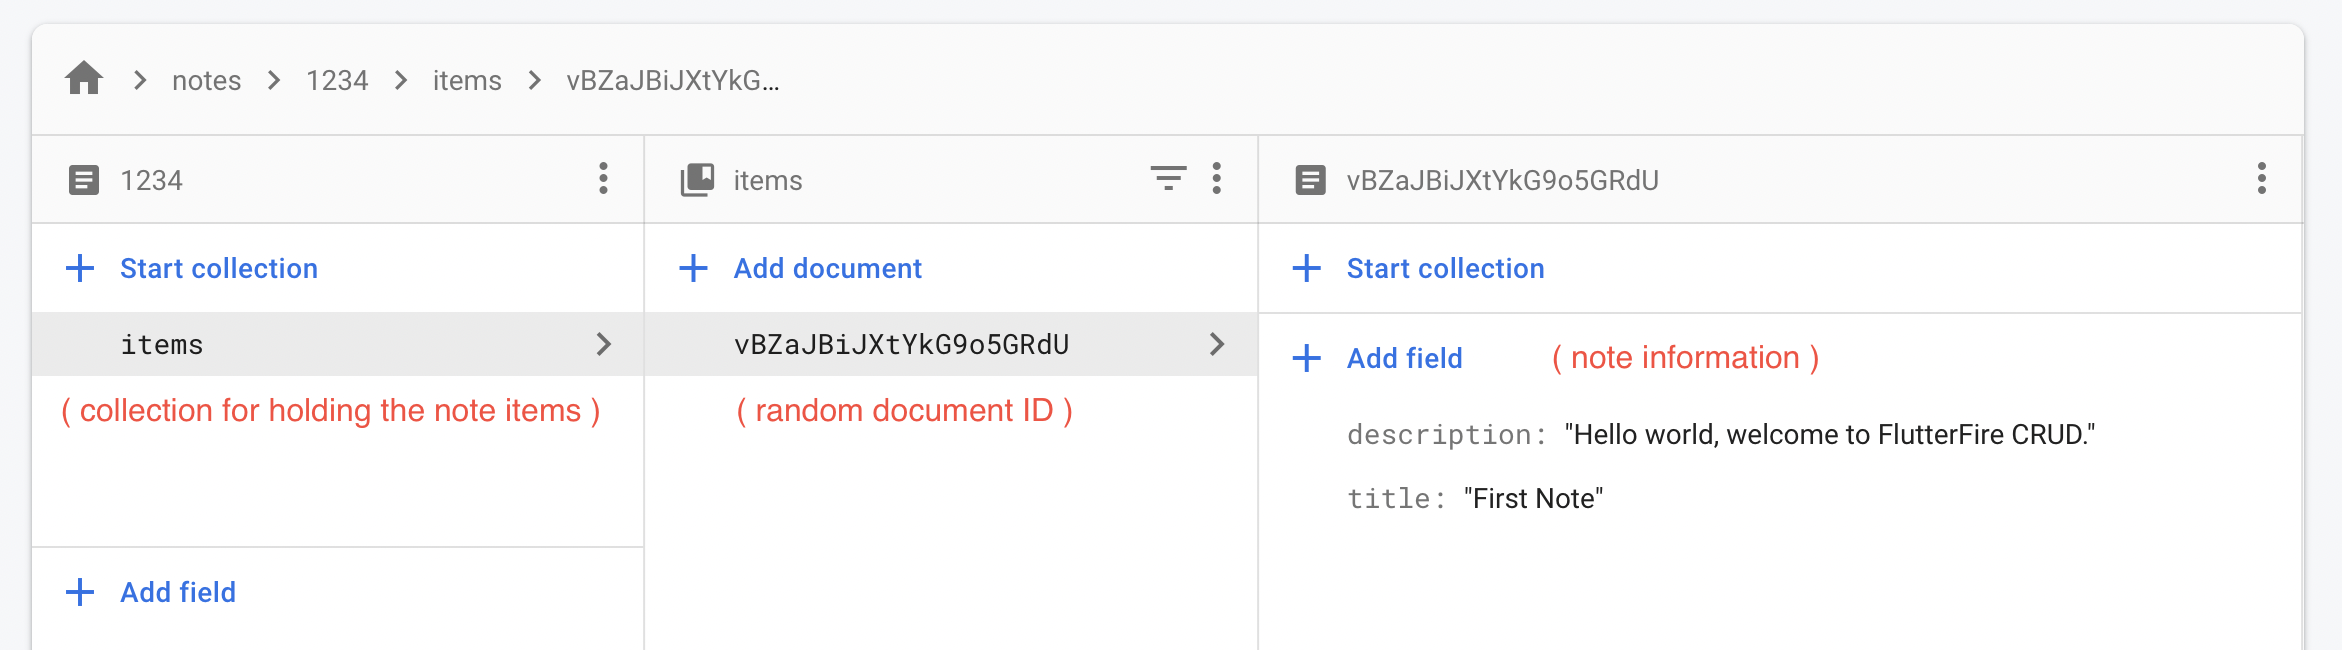 notes 1234 items vBZaJBiJXtYkG...
1234
items
vBZaJBiJXtYkG9o5GRdU
Start collection
items
( collection for holding the note items )
Add field
Add document
vBZaJBiJXtYkG9o5GRdU
( random document ID )
Start collection
Add field ( note information )
description: "Hello world, welcome to FlutterFire CRUD."
title: "First Note"